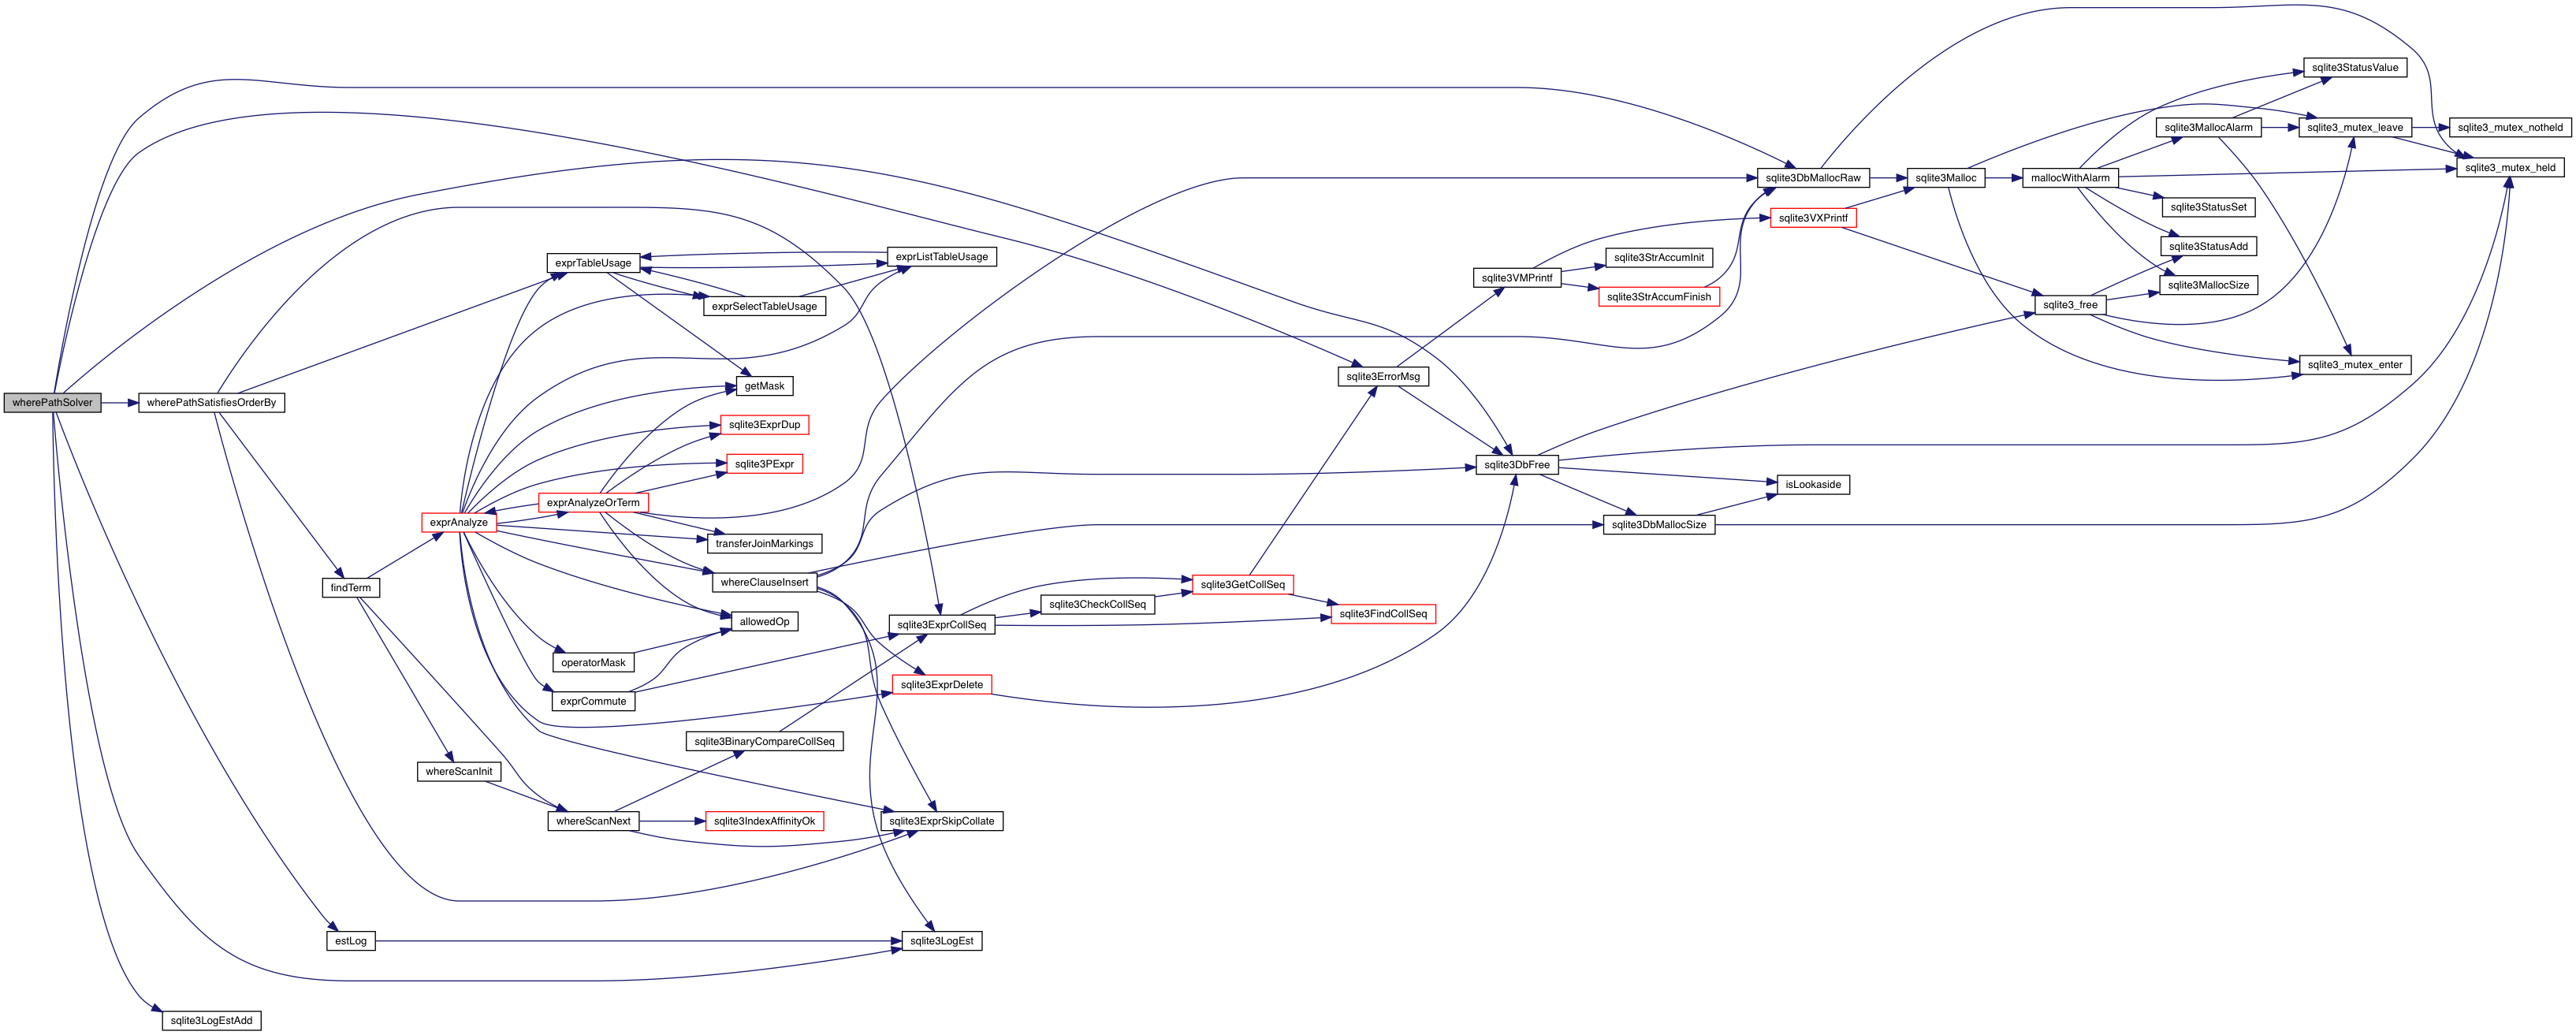 wherePathSolver
wherePathSatisfiesOrderBy
findTerm
estLog
sqlite3LogEstAdd
exprAnalyze
whereScanInit
exprTableUsage
exprAnalyzeOrTerm
operatorMask
exprCommute
whereScanNext
exprSelectTableUsage
getMask
sqlite3ExprDup
sqlite3PExpr
transferJoinMarkings
whereClauseInsert
allowedOp
sqlite3BinaryCompareCollSeq
sqlite3IndexAffinityOk
exprListTableUsage
sqlite3ExprCollSeq
sqlite3ExprDelete
sqlite3ExprSkipCollate
sqlite3LogEst
sqlite3CheckCollSeq
sqlite3GetCollSeq
sqlite3ErrorMsg
sqlite3FindCollSeq
sqlite3VMPrintf
sqlite3DbFree
sqlite3StrAccumInit
sqlite3StrAccumFinish
sqlite3DbMallocSize
sqlite3DbMallocRaw
sqlite3VXPrintf
isLookaside
sqlite3Malloc
mallocWithAlarm
sqlite3_free
sqlite3MallocAlarm
sqlite3StatusSet
sqlite3StatusAdd
sqlite3MallocSize
sqlite3StatusValue
sqlite3_mutex_leave
sqlite3_mutex_enter
sqlite3_mutex_notheld
sqlite3_mutex_held